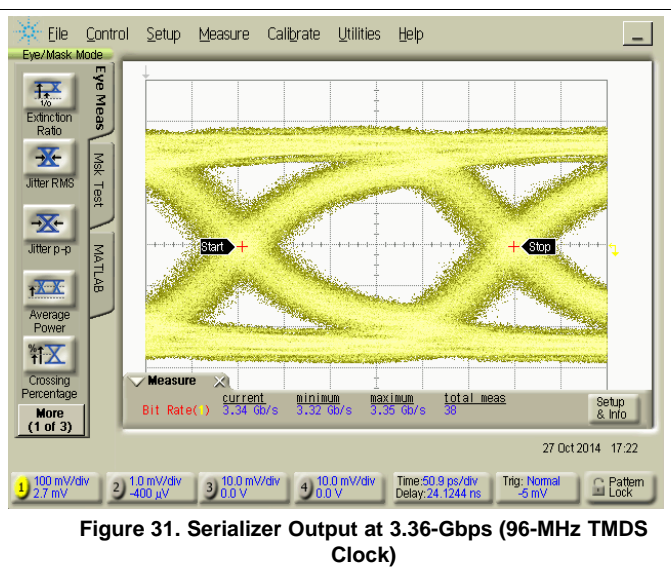 File Control Setup Measure Calibrate Utilities Help
Eye/Mask Mode
Extinction
Ratio
Jitter RMS
Jitter p-p
Average
Power
Crossing
Percentage
More
(1 of 3)
Eye Meas
Msk Test
MATLAB
Start
Stop
Measure
current minimum maximum total meas
Bit Rate(1) 3.34 Gb/s 3.32 Gb/s 3.35 Gb/s 38
Setup
& Info
27 Oct 2014 17:22
1 100 mV/div
2.7 mV
2 1.0 mV/div
-400 µV
3 10.0 mV/div
0.0 V
4 10.0 mV/div
0.0 V
Time:50.9 ps/div
Delay:24.1244 ns
Trig: Normal
-5 mV
Pattern
Lock
Figure 31. Serializer Output at 3.36-Gbps (96-MHz TMDS
Clock)